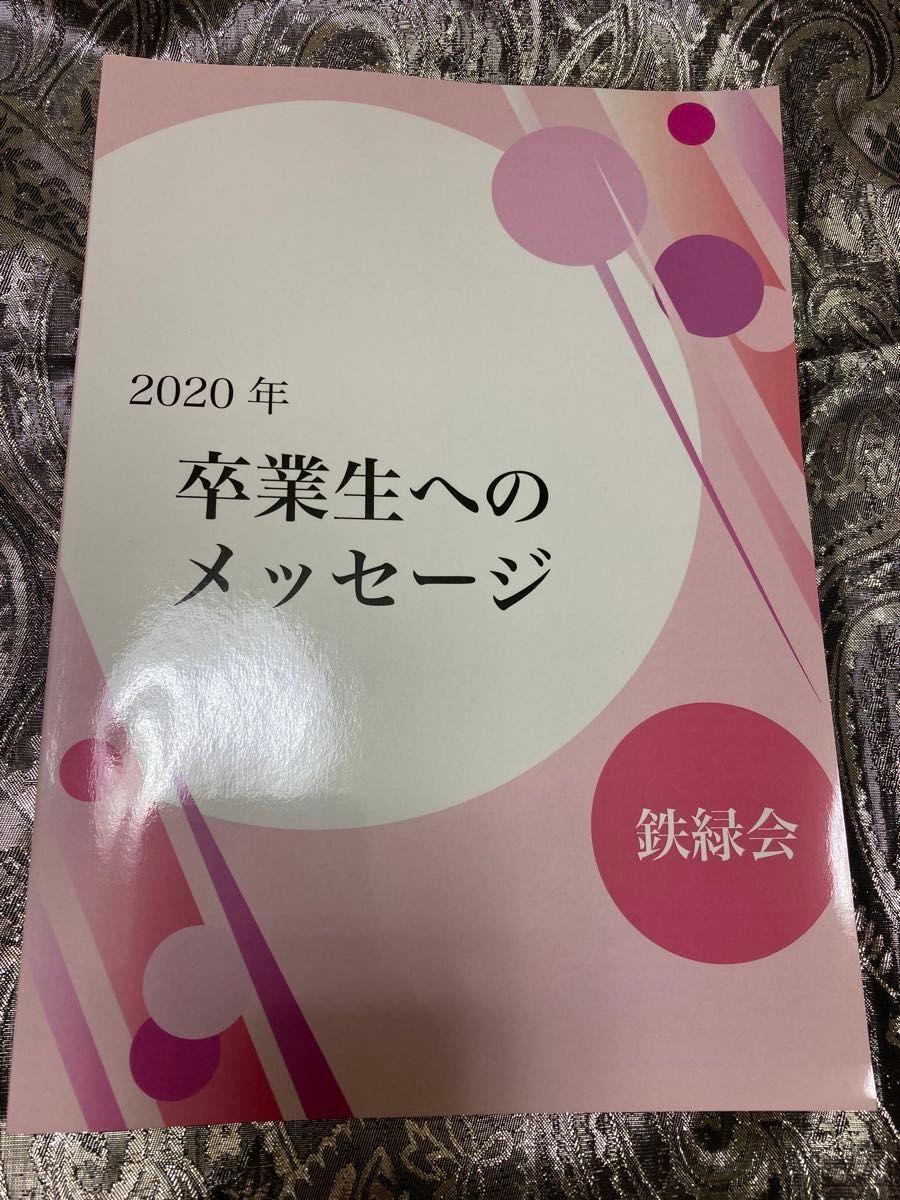 2020 年
卒業生への
メッセージ
鉄緑会